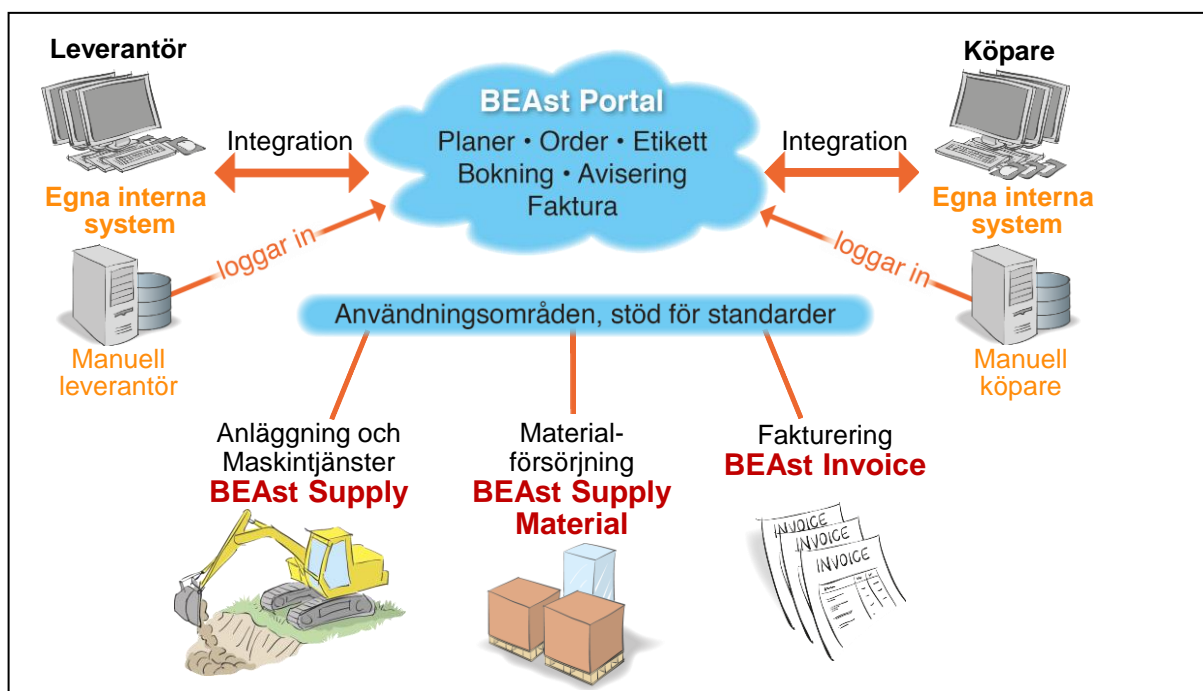 Leverantör
Köpare
BEAst Portal
Planer • Order • Etikett
Bokning • Avisering
Faktura
Integration
Integration
Egna interna
system
Egna interna
system
loggar in
loggar in
Manuell
leverantör
Manuell
köpare
Användningsområden, stöd för standarder
Anläggning och
Maskintjänster
BEAst Supply
Material-
försörjning
BEAst Supply
Material
Fakturering
BEAst Invoice
INVOICE
INVOICE
INVOICE